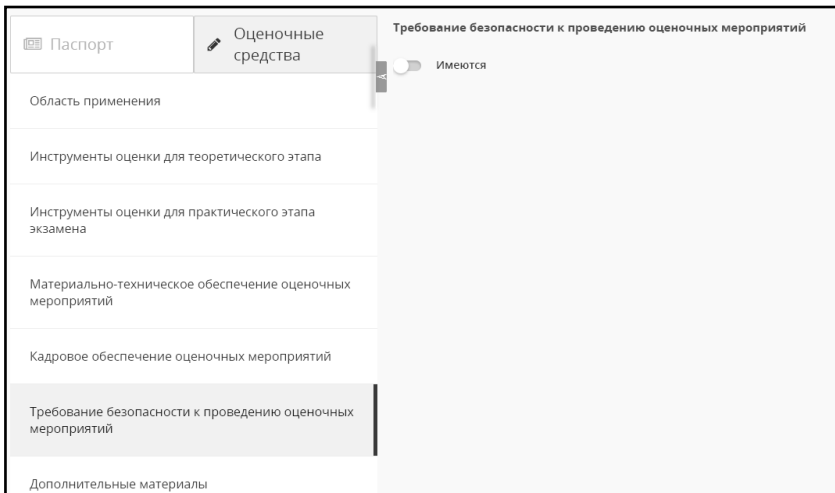 Паспорт
Оценочные
средства
Область применения
Инструменты оценки для теоретического этапа
Инструменты оценки для практического этапа
экзамена
Материально-техническое обеспечение оценочных
мероприятий
Кадровое обеспечение оценочных мероприятий
Требование безопасности к проведению оценочных
мероприятий
Дополнительные материалы
Требование безопасности к проведению оценочных мероприятий
Имеются